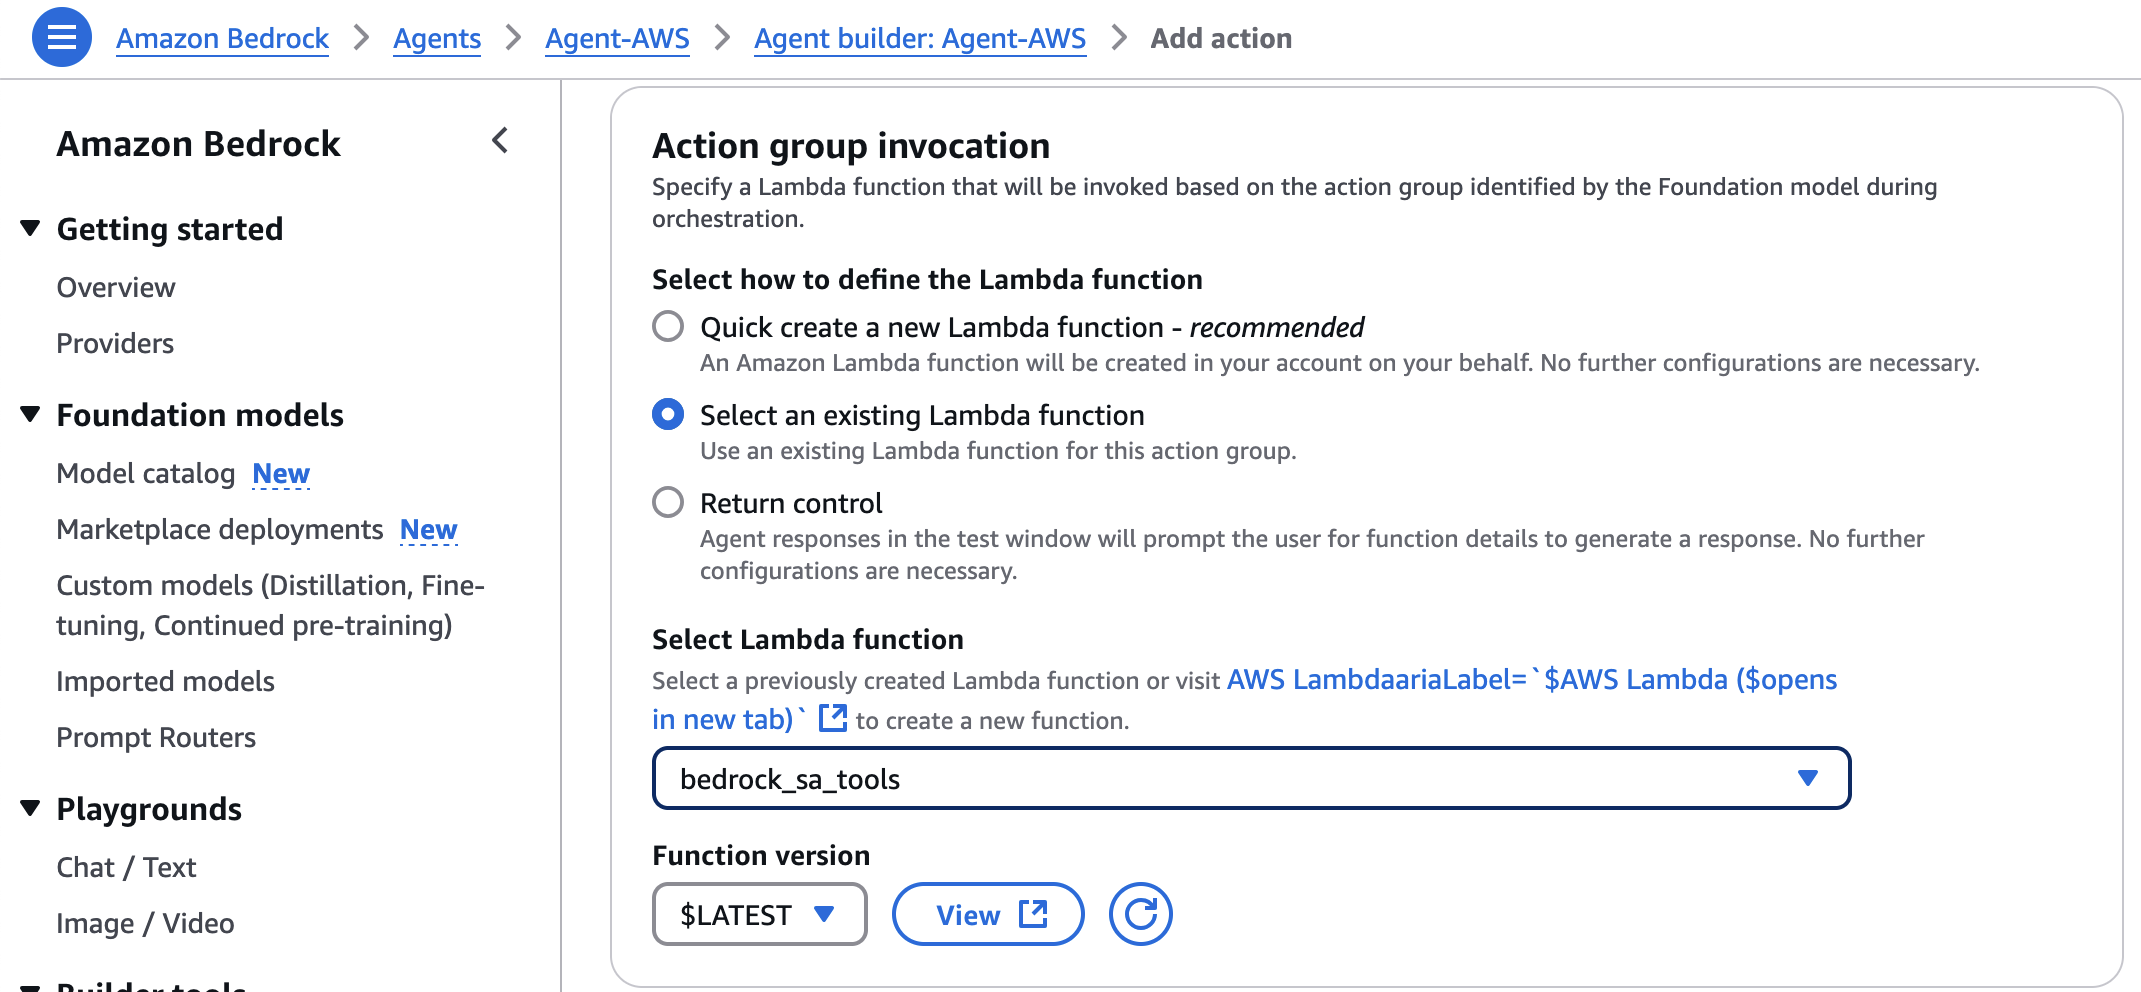 Amazon Bedrock > Agents > Agent-AWS > Agent builder: Agent-AWS > Add action
Amazon Bedrock
Getting started
Overview
Providers
Foundation models
Model catalog New
Marketplace deployments New
Custom models (Distillation, Fine-
tuning, Continued pre-training)
Imported models
Prompt Routers
Playgrounds
Chat / Text
Image / Video
Builder tools
Action group invocation
Specify a Lambda function that will be invoked based on the action group identified by the Foundation model during
orchestration.
Select how to define the Lambda function
Quick create a new Lambda function - recommended
An Amazon Lambda function will be created in your account on your behalf. No further configurations are necessary.
Select an existing Lambda function
Use an existing Lambda function for this action group.
Return control
Agent responses in the test window will prompt the user for function details to generate a response. No further
configurations are necessary.
Select Lambda function
Select a previously created Lambda function or visit AWS LambdaariaLabel=`$AWS Lambda ($opens
in new tab)` to create a new function.
bedrock_sa_tools
Function version
$LATEST View